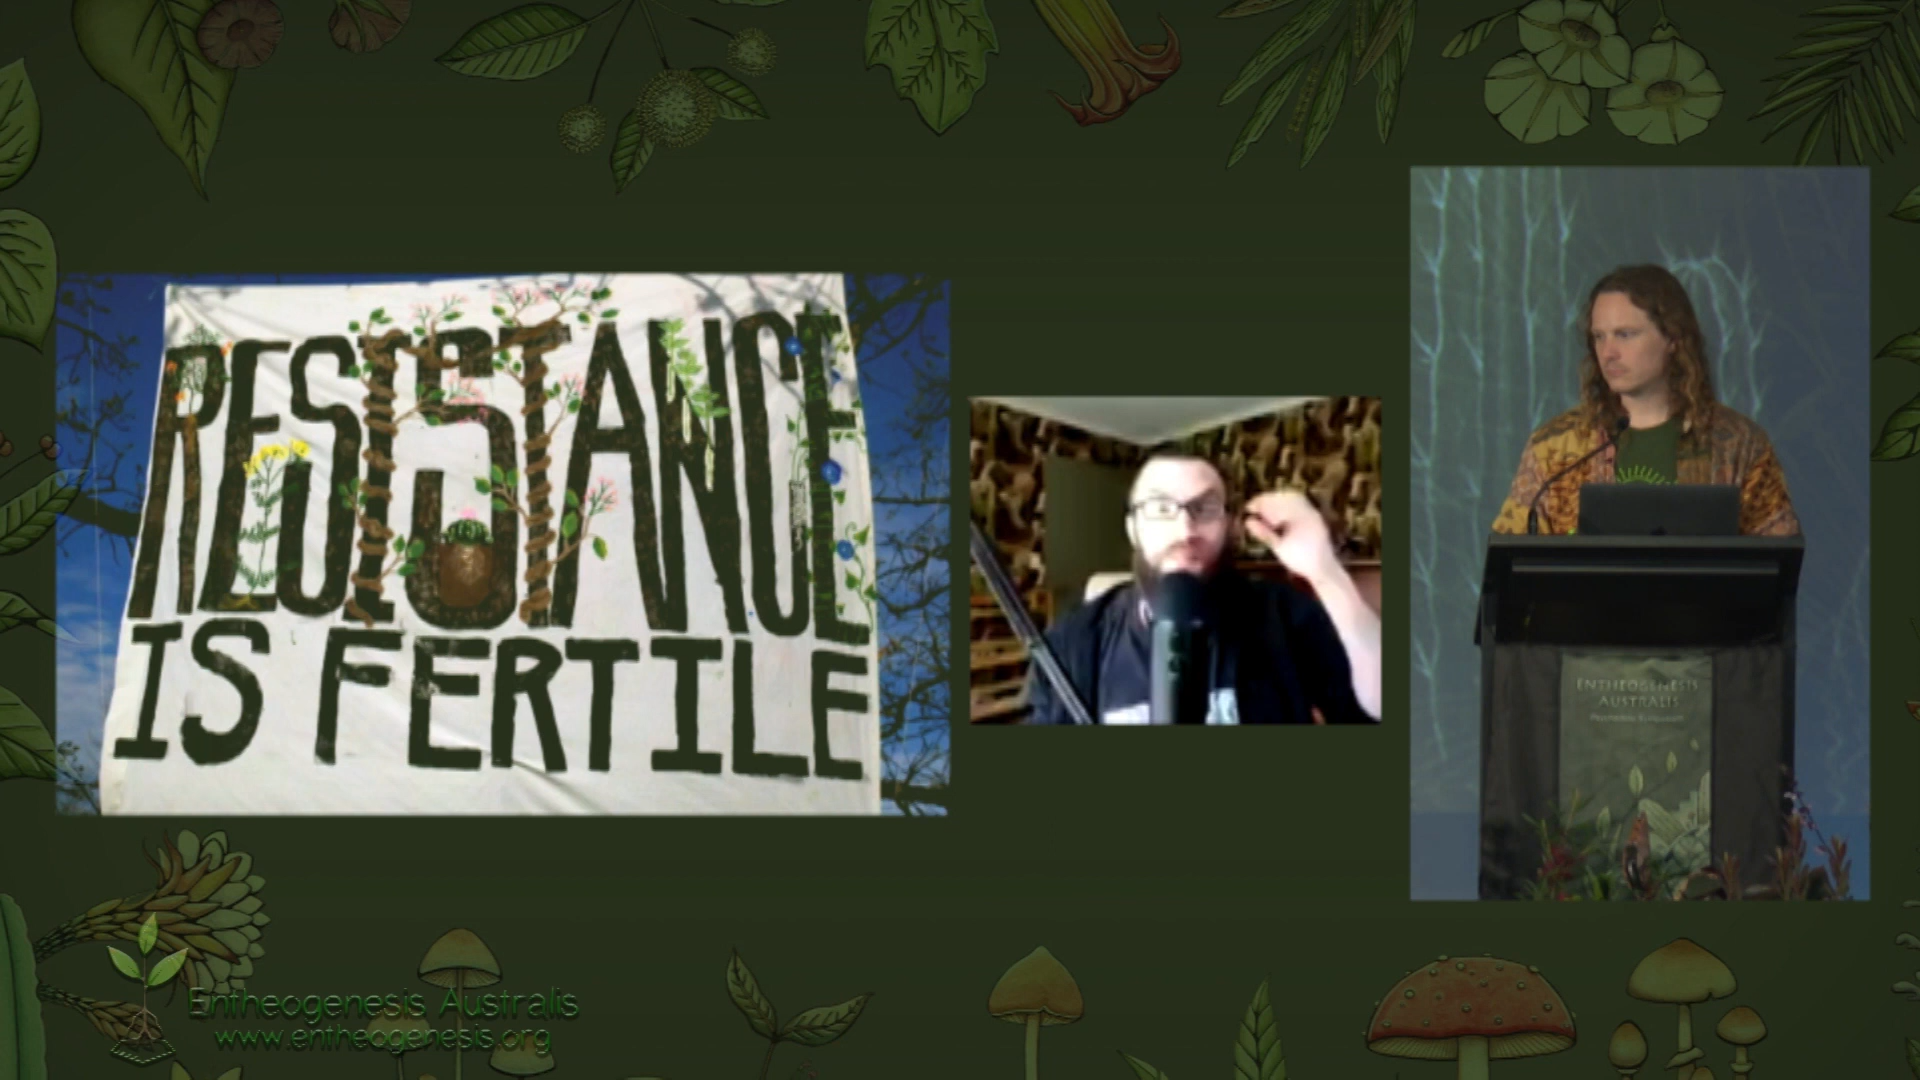 RESISTANCE
IS FERTILE
ENTHEOGENESIS
AUSTRALIS
Entheogenesis Australis
www.entheogenesis.org